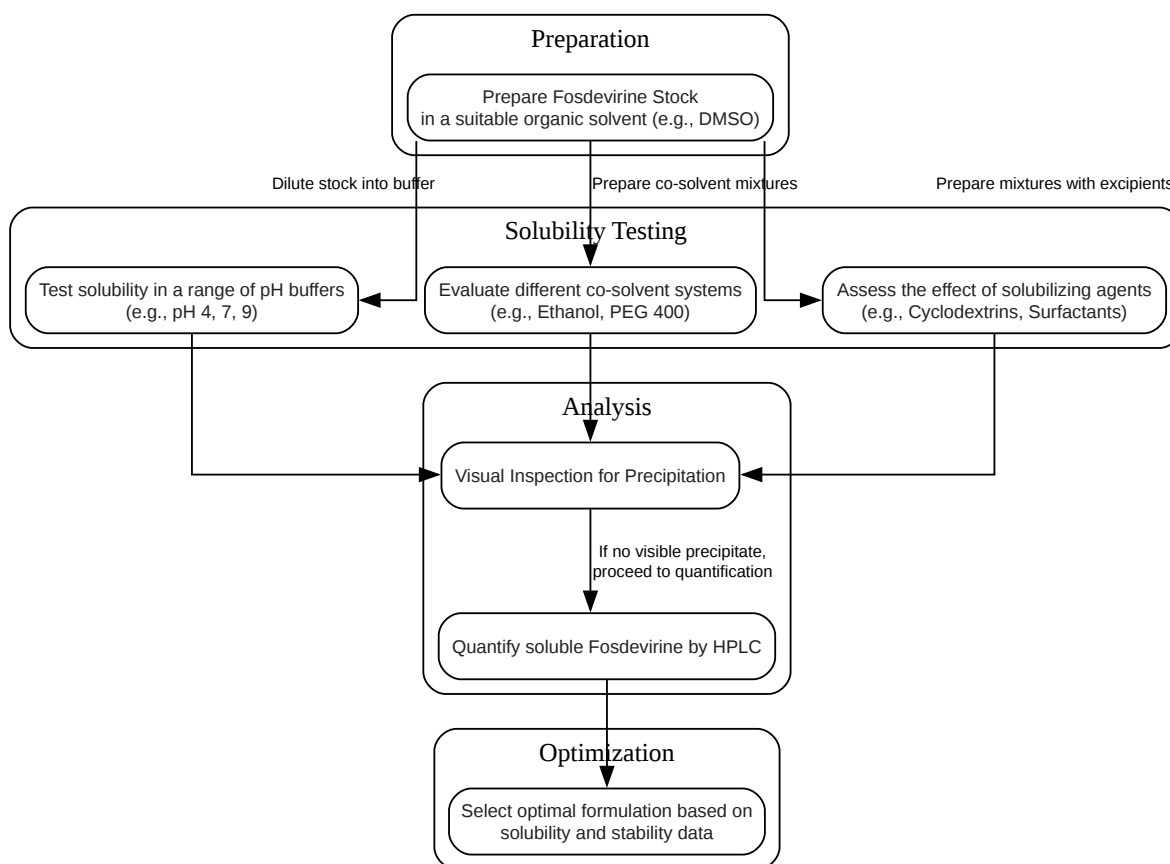 Preparation
Prepare Fosdevirine Stock
in a suitable organic solvent (e.g., DMSO)
Dilute stock into buffer
Prepare co-solvent mixtures
Prepare mixtures with excipients
Solubility Testing
Test solubility in a range of pH buffers
(e.g., pH 4, 7, 9)
Evaluate different co-solvent systems
(e.g., Ethanol, PEG 400)
Assess the effect of solubilizing agents
(e.g., Cyclodextrins, Surfactants)
Analysis
Visual Inspection for Precipitation
If no visible precipitate,
proceed to quantification
Quantify soluble Fosdevirine by HPLC
Optimization
Select optimal formulation based on
solubility and stability data